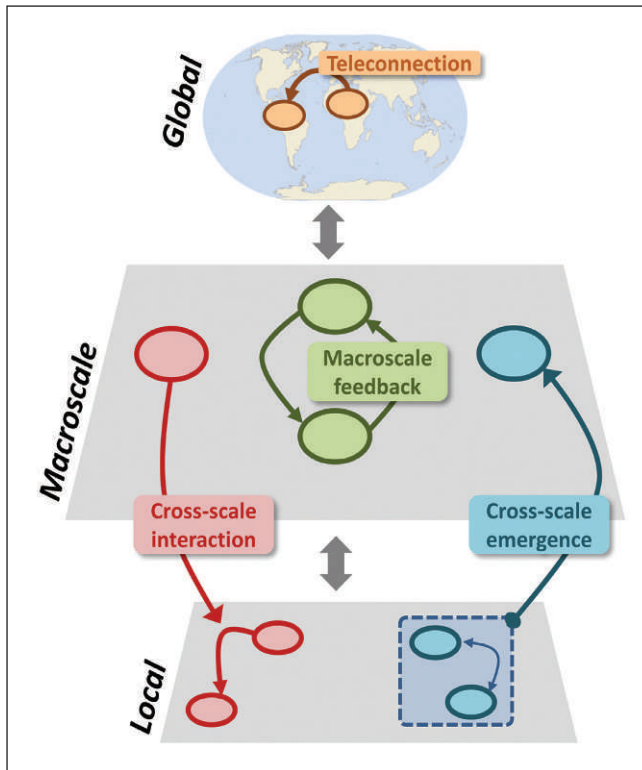 Global
Teleconnection
Macroscale
Macroscale
feedback
Cross-scale
interaction
Cross-scale
emergence
Local